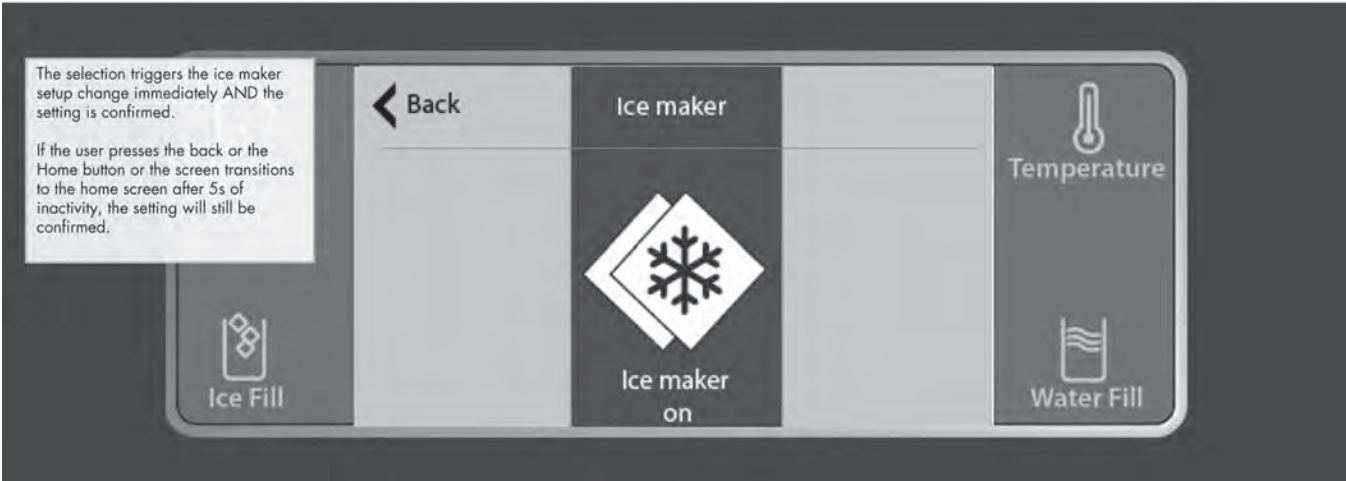 The selection triggers the ice maker
setup change immediately AND the
setting is confirmed.
If the user presses the back or the
Home button or the screen transitions
to the home screen after 5s of
inactivity, the setting will still be
confirmed.
Back
Ice maker
Temperature
Ice Fill
Ice maker
on
Water Fill